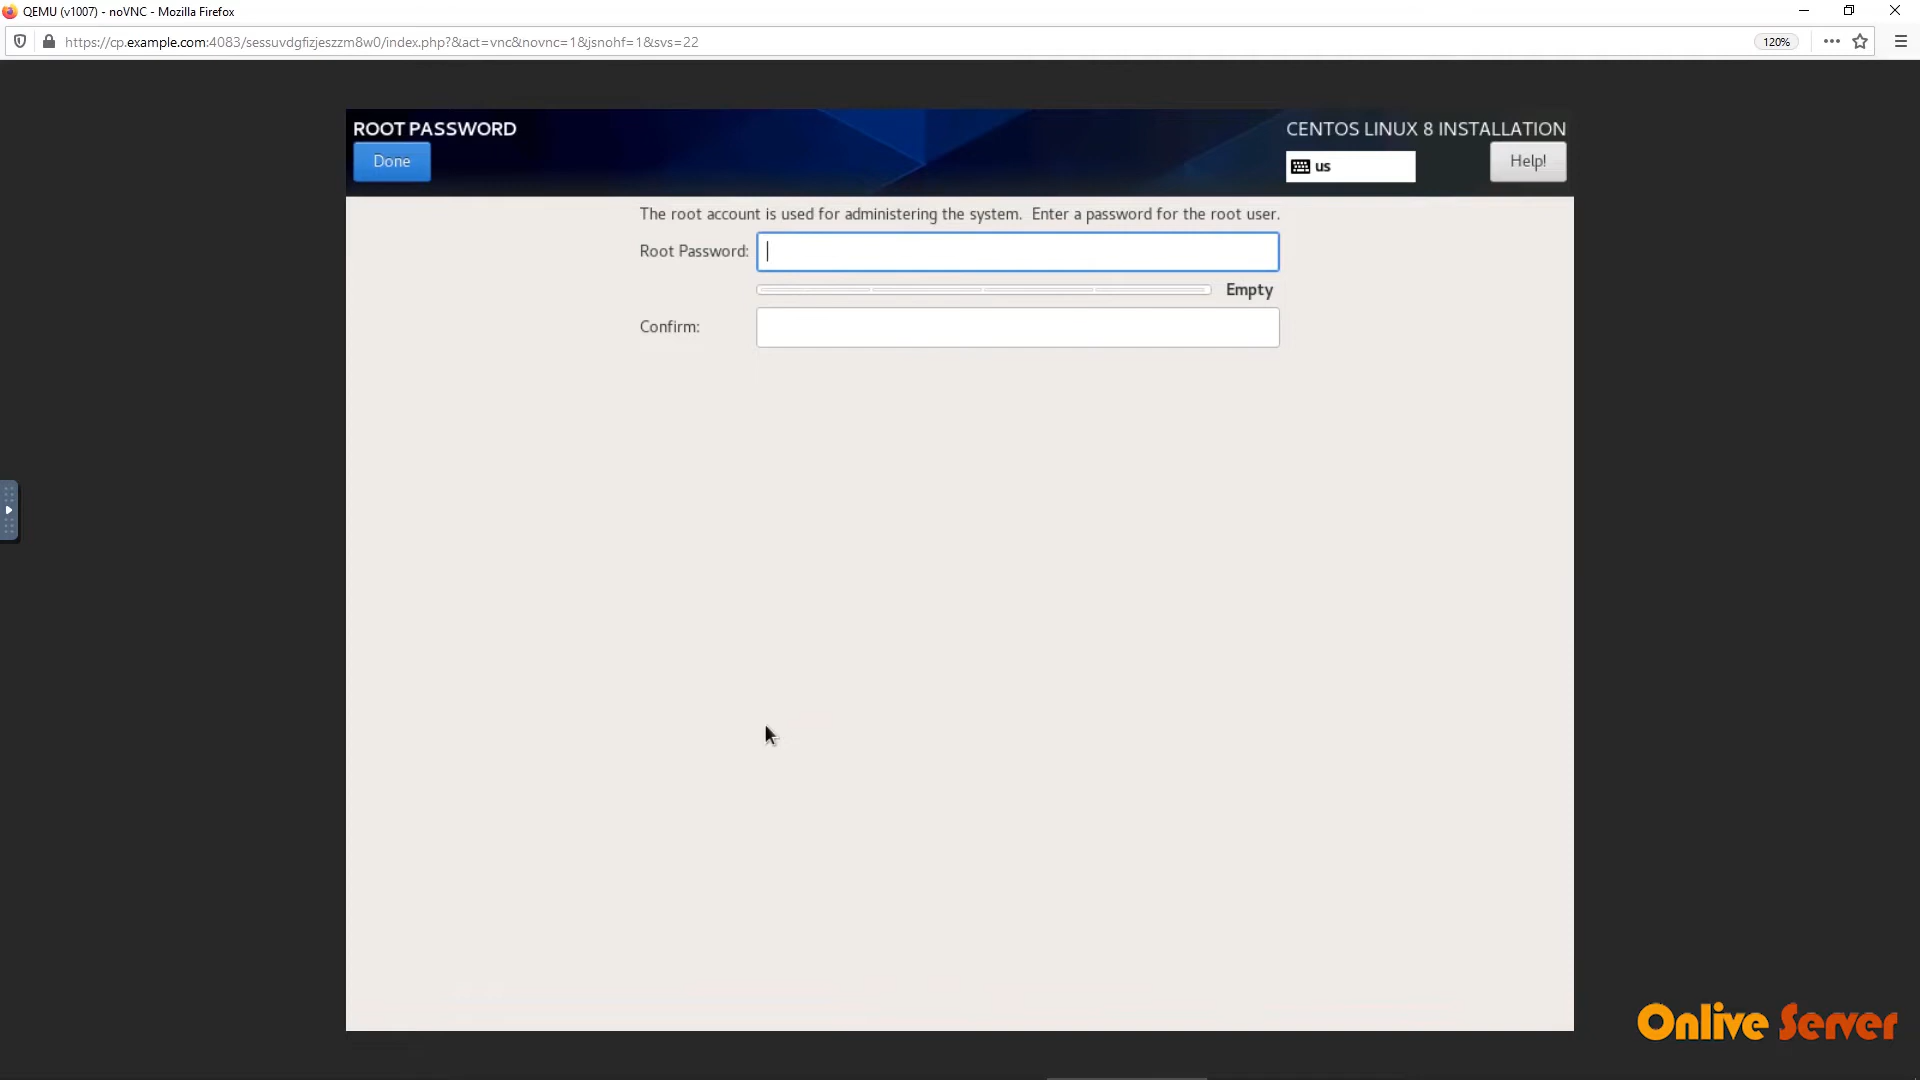 QEMU (v1007) - noVNC - Mozilla Firefox
https://cp.example.com:4083/sessuvdgfizjeszzm8w0/index.php?&act=vnc&novnc=1&jsnohf=1&svs=22
120%
ROOT PASSWORD
CENTOS LINUX 8 INSTALLATION
Done
us
Help!
The root account is used for administering the system. Enter a password for the root user.
Root Password:
Empty
Confirm:
Onlive Server